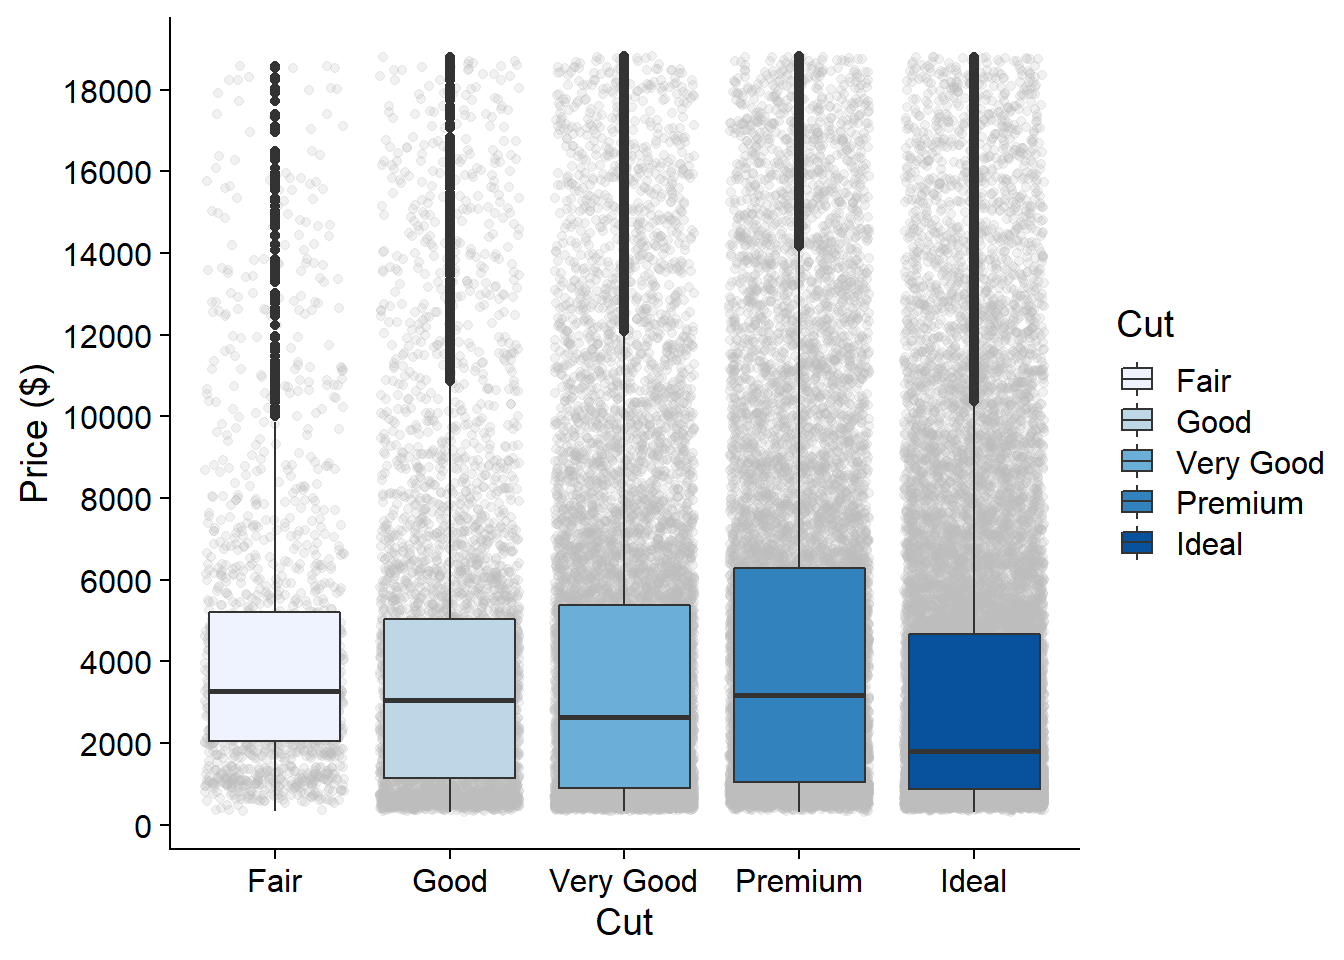 Price ($)
18000
16000
14000
12000
10000
8000
6000
4000
2000
0
Fair
Good
Very Good
Premium
Ideal
Cut
Cut
Fair
Good
Very Good
Premium
Ideal